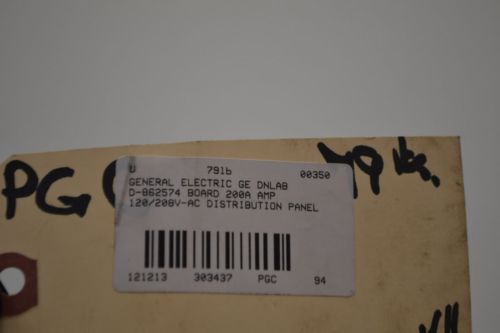 U 791b 00350
GENERAL ELECTRIC GE DNLAB
D-862574 BOARD 200A AMP
120/208V-AC DISTRIBUTION PANEL
121213 303437 PGC 94
PG